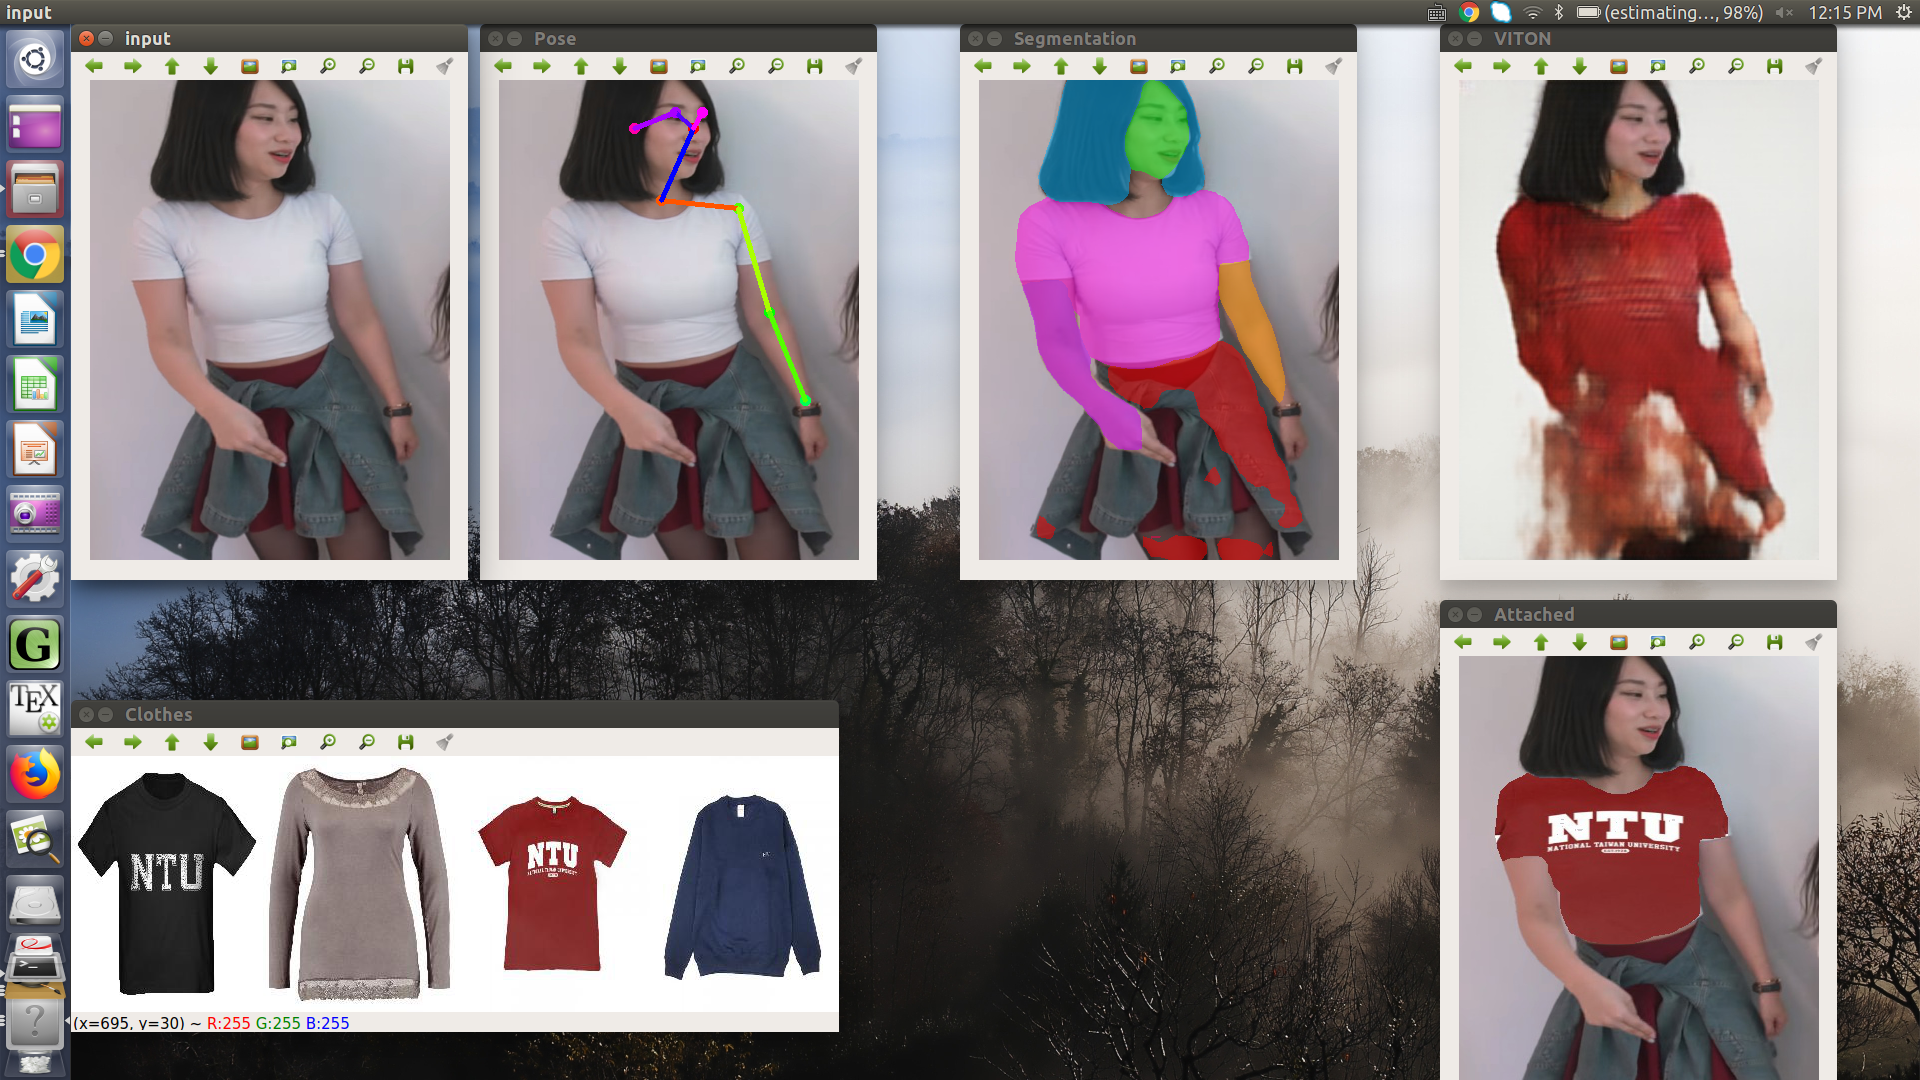 input
(estimating..., 98%)
12:15 PM
input
Pose
Segmentation
VITON
Attached
NTU
NATIONAL TAIWAN UNIVERSITY
Clothes
NTU
NTU
(x=695, y=30) ~ R:255 G:255 B:255
G
TEX
?